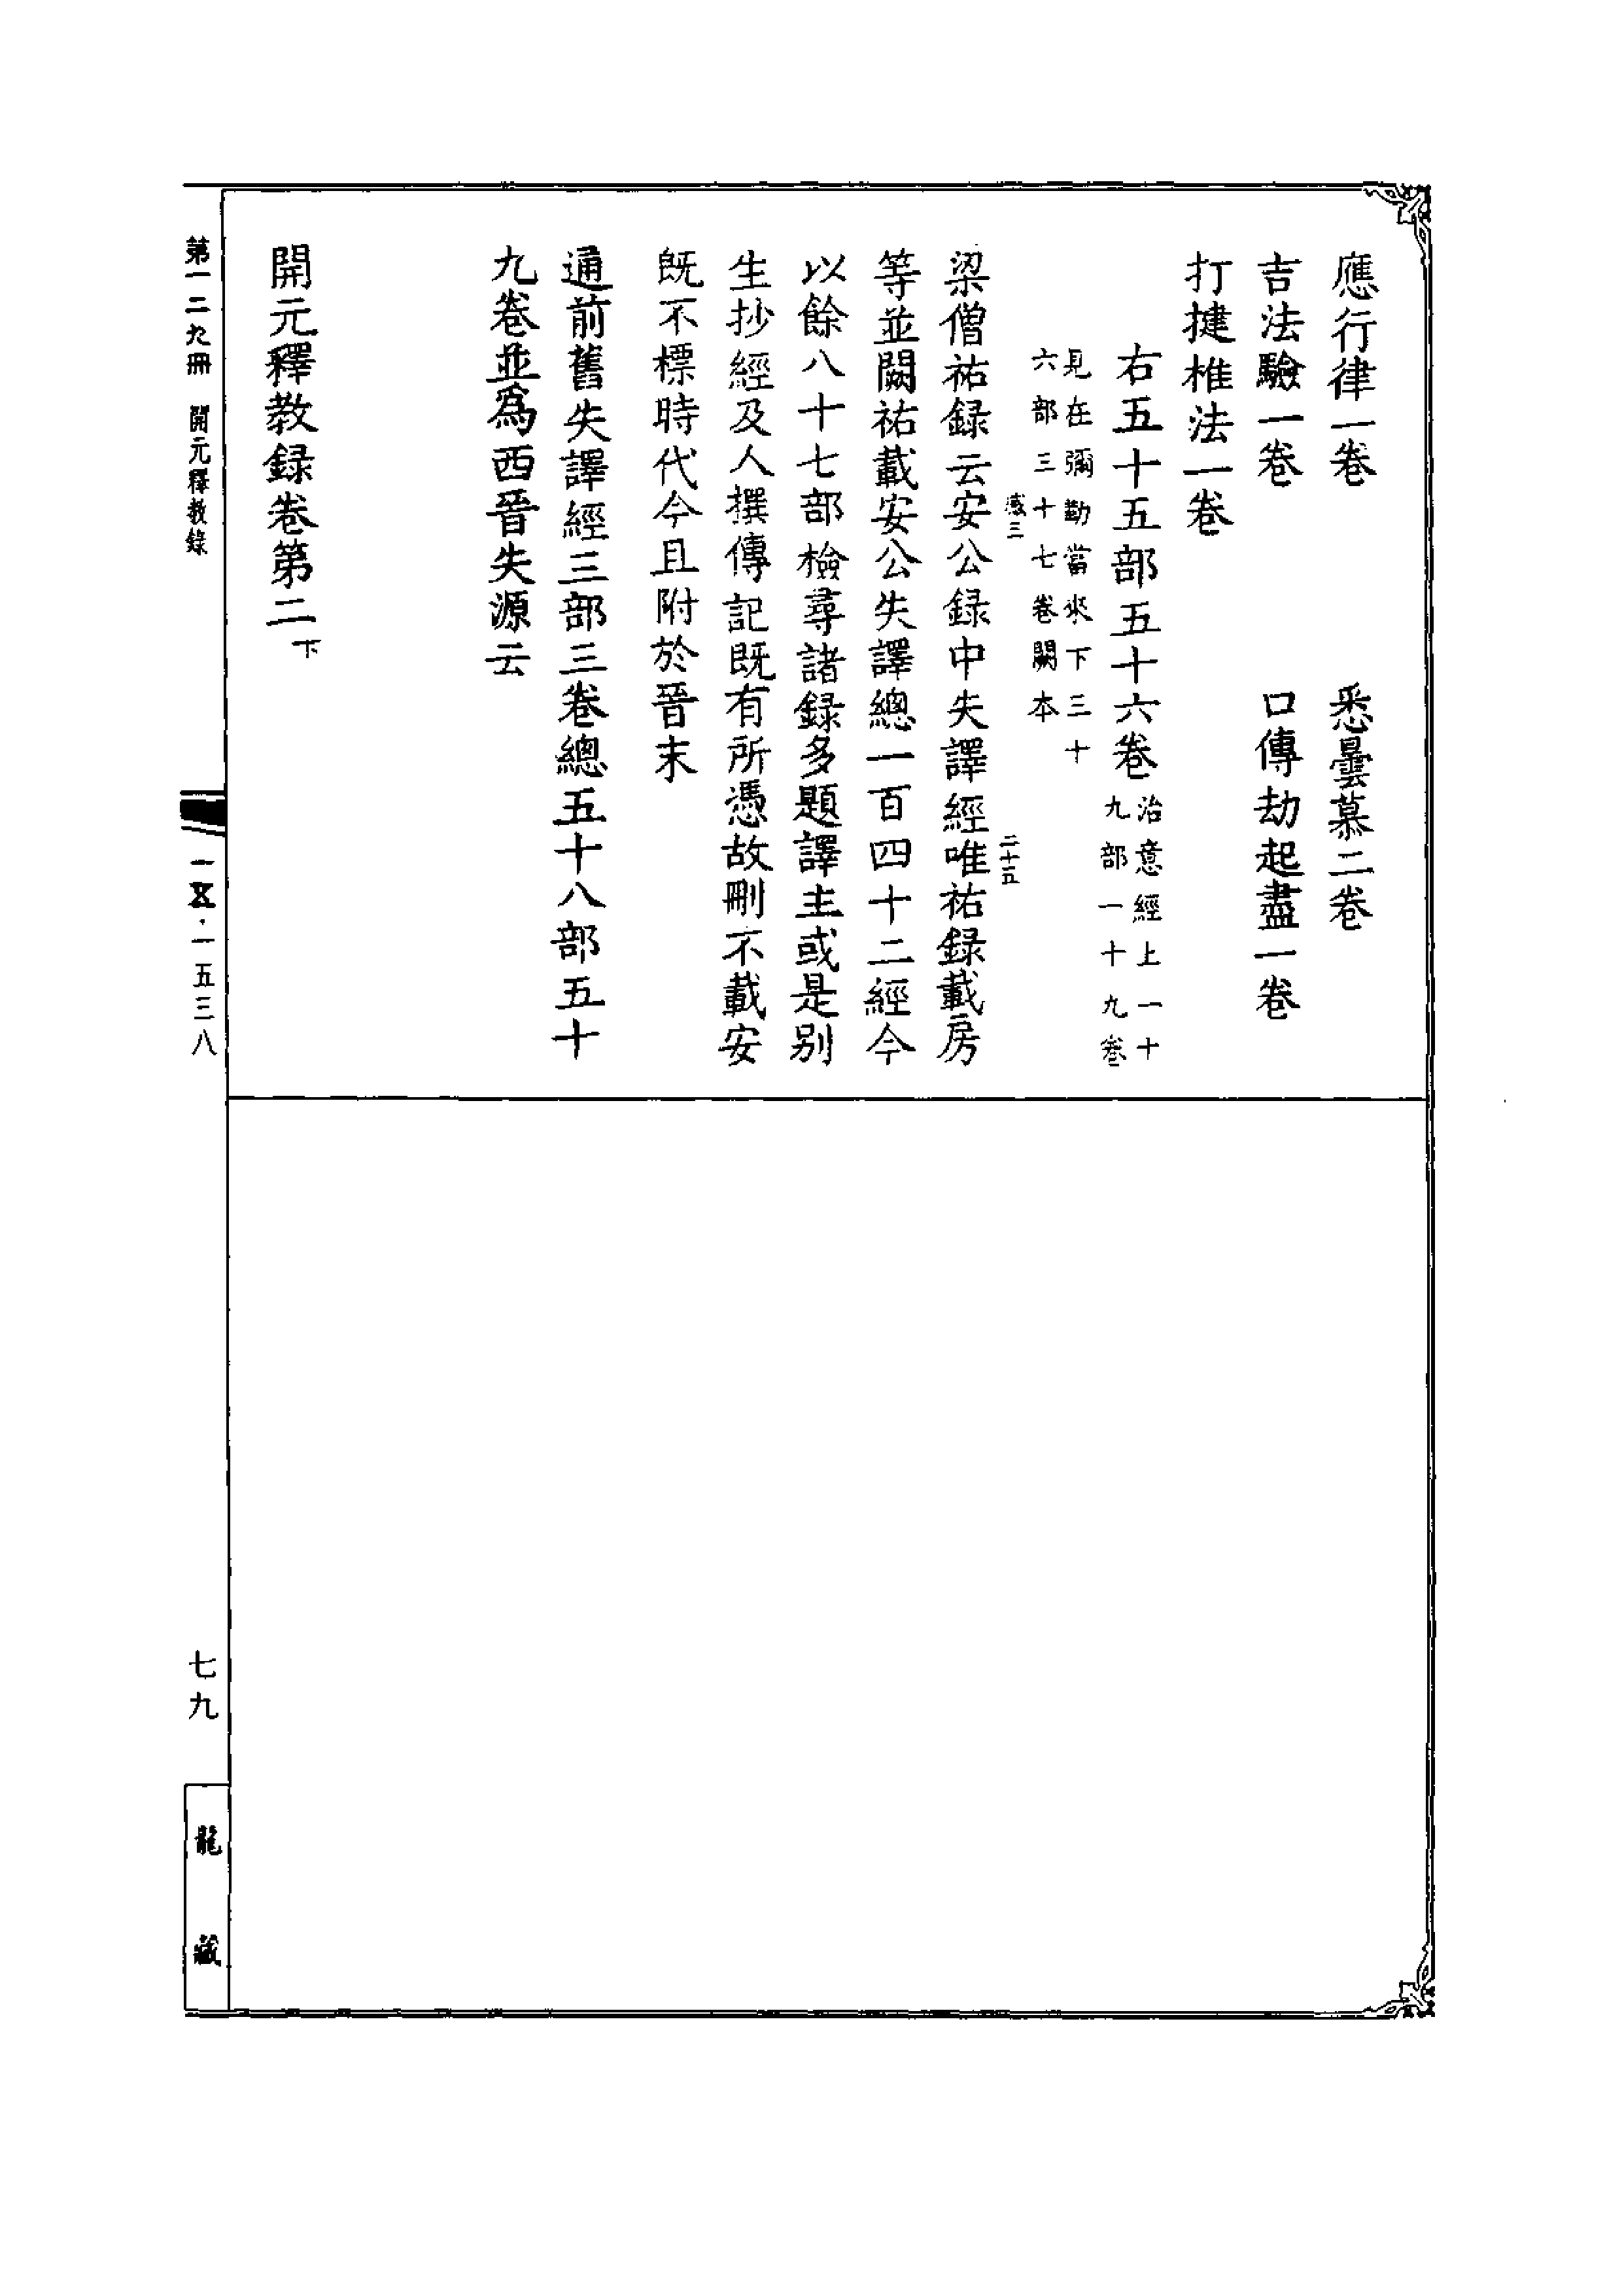 應行律一卷　悉曇慕二卷
吉法驗一卷　口傳劫起盡一卷
打揵椎法一卷
右五十五部五十六卷
治意經上一十
九部一十九卷
見在彌勒當來下三十
六部三十七卷闕本
感三
二十五
梁僧祐録云安公録中失譯經唯祐録載房
等並闕祐載安公失譯總一百四十二經今
以餘八十七部檢尋諸録多題譯主或是别
生抄經及人撰傳記既有所憑故刪不載安
既不標時代今且附於晉末
通前舊失譯經三部三卷總五十八部五十
九卷並為西晉失源云
開元釋教録卷第二下
第一二九冊　開元釋教錄
一五三八
七九
龍藏